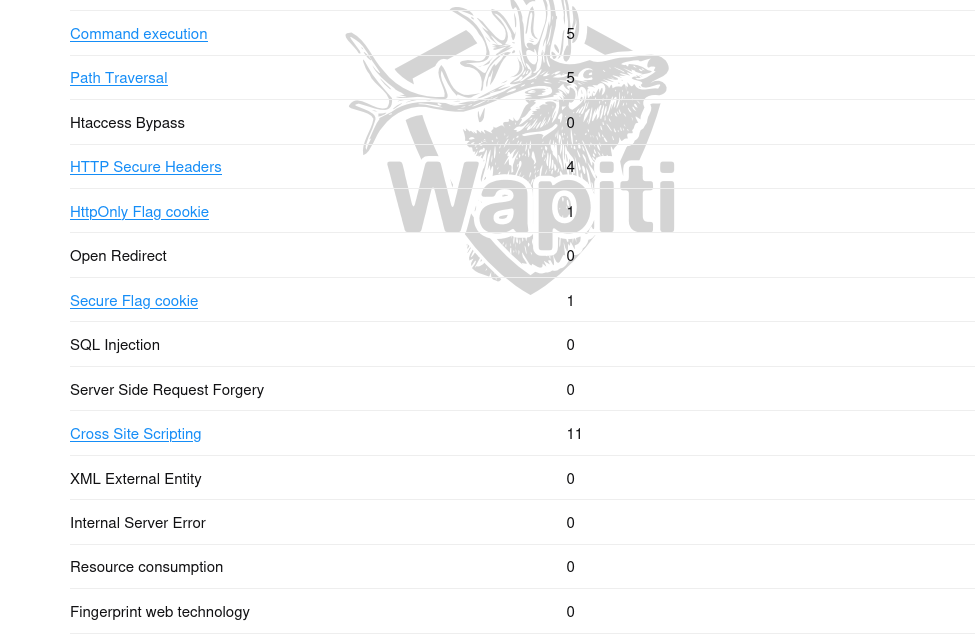 Command execution 5
Path Traversal 5
Htaccess Bypass 0
HTTP Secure Headers 4
Wapiti
HttpOnly Flag cookie 1
Open Redirect 0
Secure Flag cookie 1
SQL Injection 0
Server Side Request Forgery 0
Cross Site Scripting 11
XML External Entity 0
Internal Server Error 0
Resource consumption 0
Fingerprint web technology 0